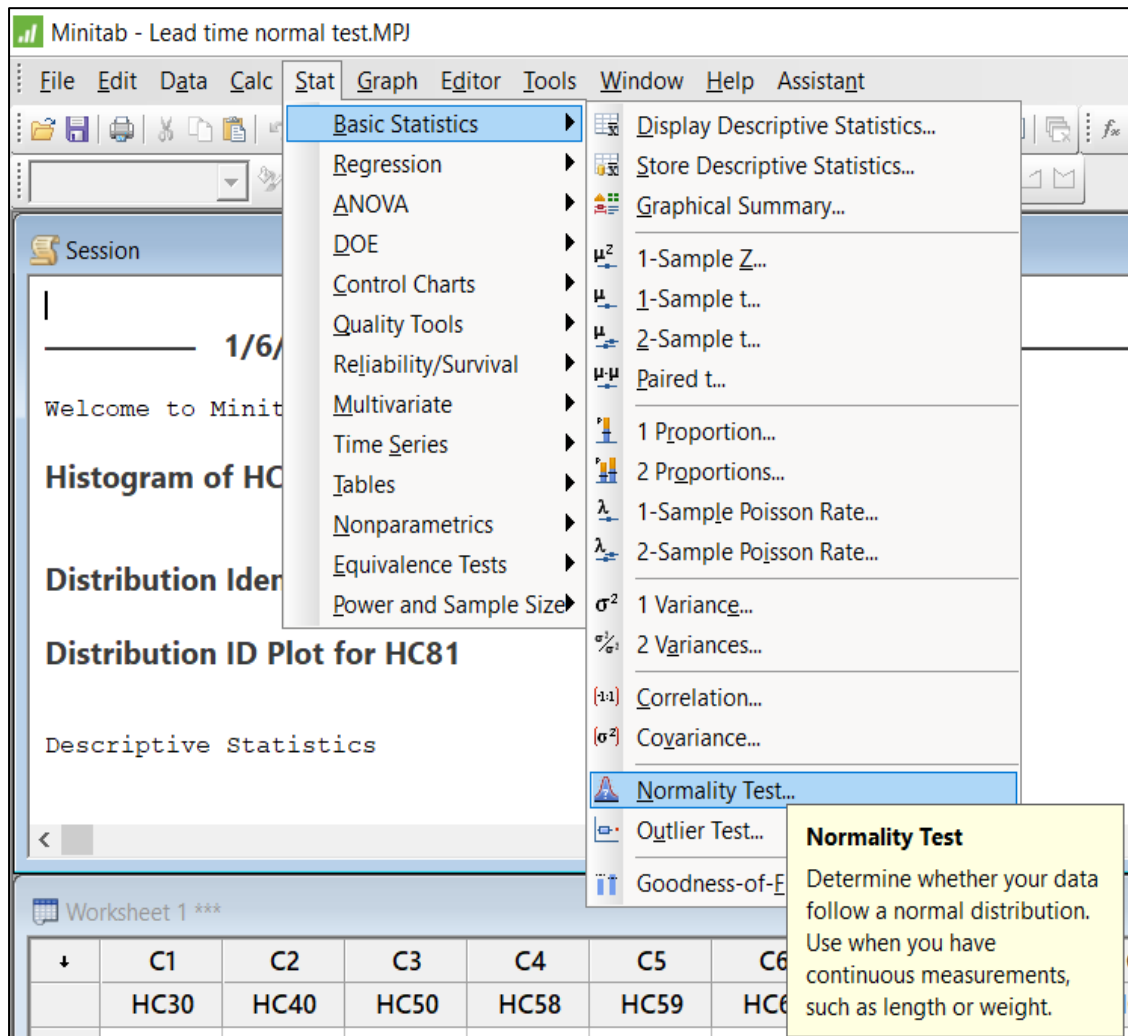 Minitab - Lead time normal test.MPJ
File Edit Data Calc Stat Graph Editor Tools Window Help Assistant
Basic Statistics
Regression
ANOVA
DOE
Control Charts
Quality Tools
Reliability/Survival
Multivariate
Time Series
Tables
Nonparametrics
Equivalence Tests
Power and Sample Size
Display Descriptive Statistics...
Store Descriptive Statistics...
Graphical Summary...
µ² 1-Sample Z...
µ 1-Sample t...
µ 2-Sample t...
µ-µ Paired t...
1 Proportion...
2 Proportions...
λ 1-Sample Poisson Rate...
λ 2-Sample Poisson Rate...
σ² 1 Variance...
2 Variances...
Correlation...
(σ²) Covariance...
Normality Test...
Outlier Test...
Goodness-of-F
Normality Test
Determine whether your data
follow a normal distribution.
Use when you have
continuous measurements,
such as length or weight.
Session
1/6/
Welcome to Minit
Histogram of HC
Distribution Iden
Distribution ID Plot for HC81
Descriptive Statistics
Worksheet 1 ***
C1 C2 C3 C4 C5 C6
HC30 HC40 HC50 HC58 HC59 HC6